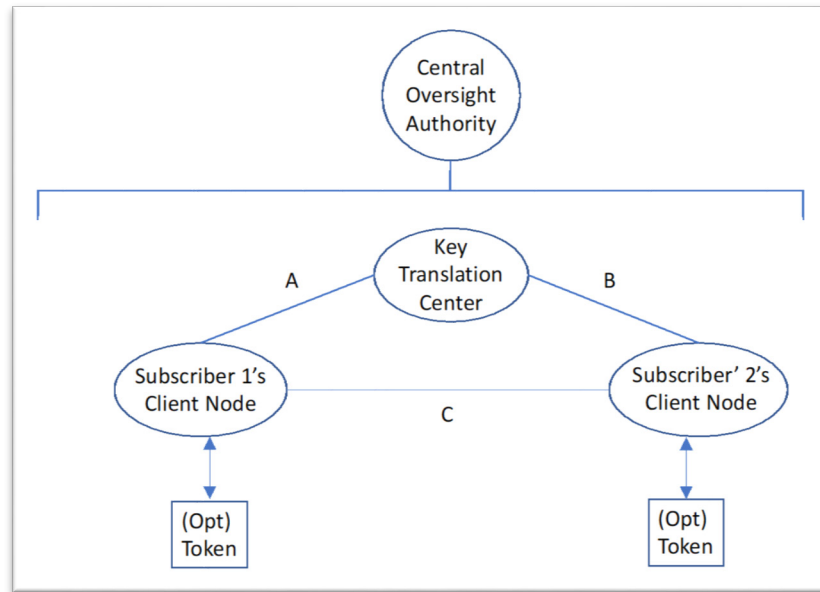 Central
Oversight
Authority
Key
Translation
Center
A
B
Subscriber 1's
Client Node
Subscriber' 2's
Client Node
C
(Opt)
Token
(Opt)
Token